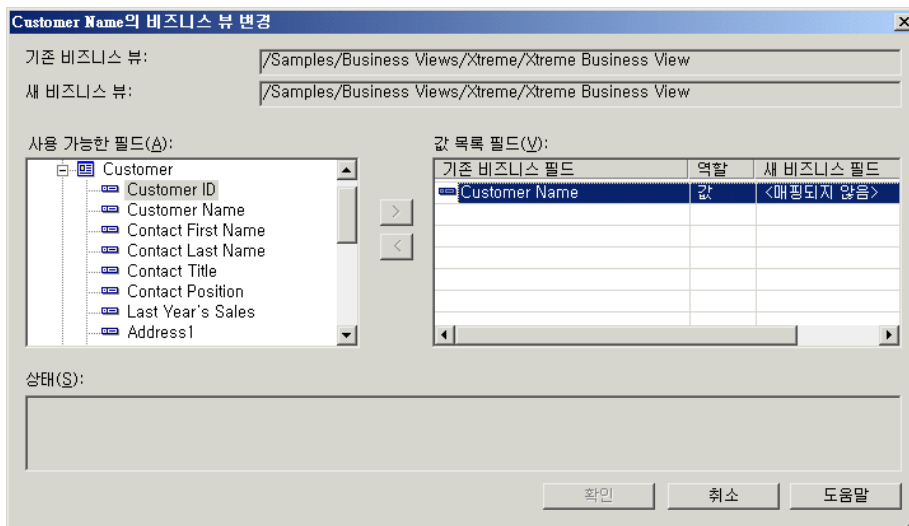 Customer Name의 비즈니스 뷰 변경
기존 비즈니스 뷰:
/Samples/Business Views/Xtreme/Xtreme Business View
새 비즈니스 뷰:
/Samples/Business Views/Xtreme/Xtreme Business View
사용 가능한 필드(A):
Customer
Customer ID
Customer Name
Contact First Name
Contact Last Name
Contact Title
Contact Position
Last Year's Sales
Address1
>
<
값 목록 필드(V):
기존 비즈니스 필드 역할 새 비즈니스 필드
Customer Name 값 <매핑되지 않음>
상태(S):
확인 취소 도움말